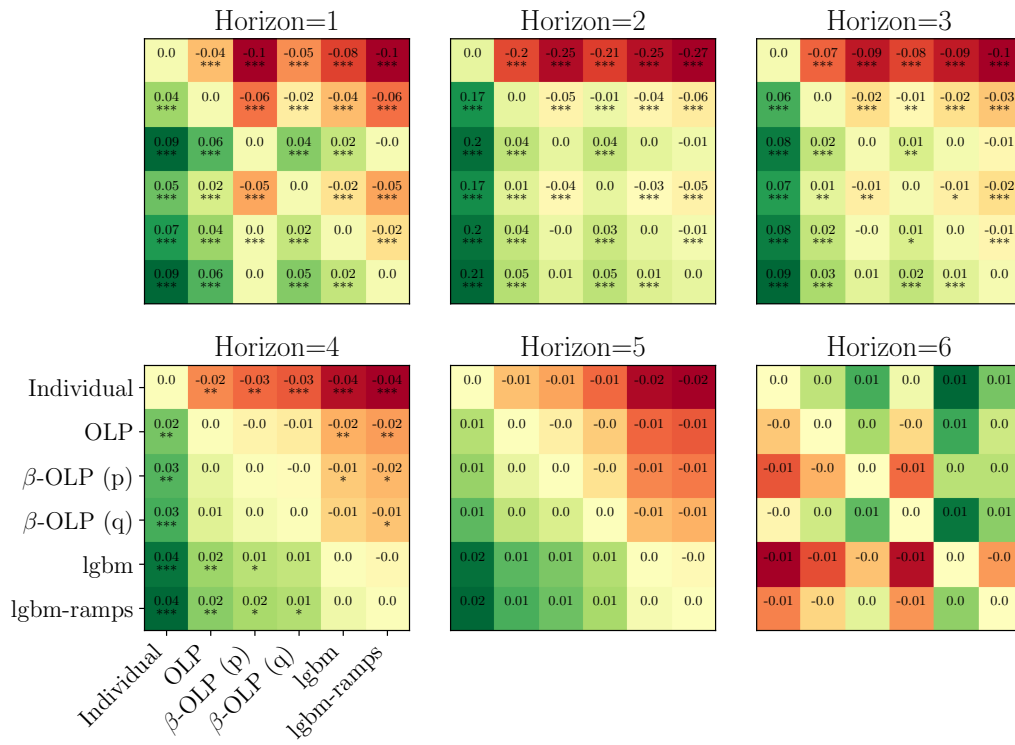 Horizon=1 Horizon=2 Horizon=3
0.0 -0.04 -0.1 -0.05 -0.08 -0.1 0.0 -0.2 -0.25 -0.21 -0.25 -0.27 0.0 -0.07 -0.09 -0.08 -0.09 -0.1
*** *** *** *** *** *** *** *** *** *** *** *** *** *** ***
0.04 0.0 -0.06 -0.02 -0.04 -0.06 0.17 0.0 -0.05 -0.01 -0.04 -0.06 0.06 0.0 -0.02 -0.01 -0.02 -0.03
*** *** *** *** *** *** *** *** *** *** *** *** ** *** ***
0.09 0.06 0.0 0.04 0.02 -0.0 0.2 0.04 0.0 0.04 -0.0 -0.01 0.08 0.02 0.0 0.01 -0.0 -0.01
*** *** *** *** *** *** *** *** *** **
0.05 0.02 -0.05 0.0 -0.02 -0.05 0.17 0.01 -0.04 0.0 -0.03 -0.05 0.07 0.01 -0.01 0.0 -0.01 -0.02
*** *** *** *** *** *** *** *** *** *** *** ** ** * ***
0.07 0.04 0.0 0.02 0.0 -0.02 0.2 0.04 -0.0 0.03 0.0 -0.01 0.08 0.02 -0.0 0.01 0.0 -0.01
*** *** *** *** *** *** *** *** *** *** *** * ***
0.09 0.06 0.0 0.05 0.02 0.0 0.21 0.05 0.01 0.05 0.01 0.0 0.09 0.03 0.01 0.02 0.01 0.0
*** *** *** *** *** *** *** *** *** *** *** ***
Horizon=4 Horizon=5 Horizon=6
Individual 0.0 -0.02 -0.03 -0.03 -0.04 -0.04 0.0 -0.01 -0.01 -0.01 -0.02 -0.02 0.0 0.0 0.01 0.0 0.01 0.01
** ** *** *** ***
OLP 0.02 0.0 -0.0 -0.01 -0.02 -0.02 0.01 0.0 -0.0 -0.0 -0.01 -0.01 -0.0 0.0 0.0 -0.0 0.01 0.0
** ** **
β-OLP (p) 0.03 0.0 0.0 -0.0 -0.01 -0.02 0.01 0.0 0.0 -0.0 -0.01 -0.01 -0.01 -0.0 0.0 -0.01 0.0 0.0
** * *
β-OLP (q) 0.03 0.01 0.0 0.0 -0.01 -0.01 0.01 0.0 0.0 0.0 -0.01 -0.01 -0.0 0.0 0.01 0.0 0.01 0.01
*** *
lgbm 0.04 0.02 0.01 0.01 0.0 -0.0 0.02 0.01 0.01 0.01 0.0 -0.0 -0.01 -0.01 -0.0 -0.01 0.0 -0.0
*** ** *
lgbm-ramps 0.04 0.02 0.02 0.01 0.0 0.0 0.02 0.01 0.01 0.01 0.0 0.0 -0.01 -0.0 0.0 -0.01 0.0 0.0
*** ** * *
Individual
OLP
β-OLP (p)
β-OLP (q)
lgbm
lgbm-ramps